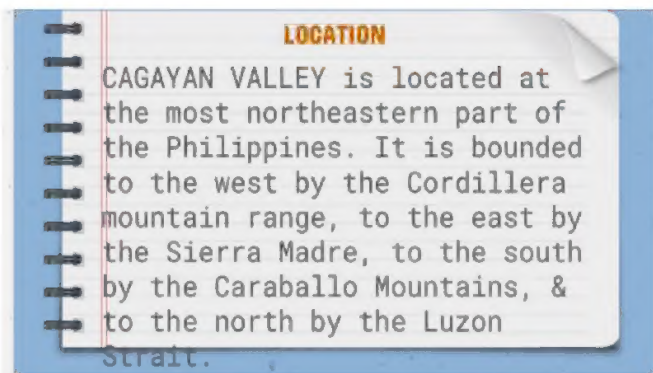 LOCATION
CAGAYAN VALLEY is located at
the most northeastern part of
the Philippines. It is bounded
to the west by the Cordillera
mountain range, to the east by
the Sierra Madre, to the south
by the Caraballo Mountains, &
to the north by the Luzon
Strait.